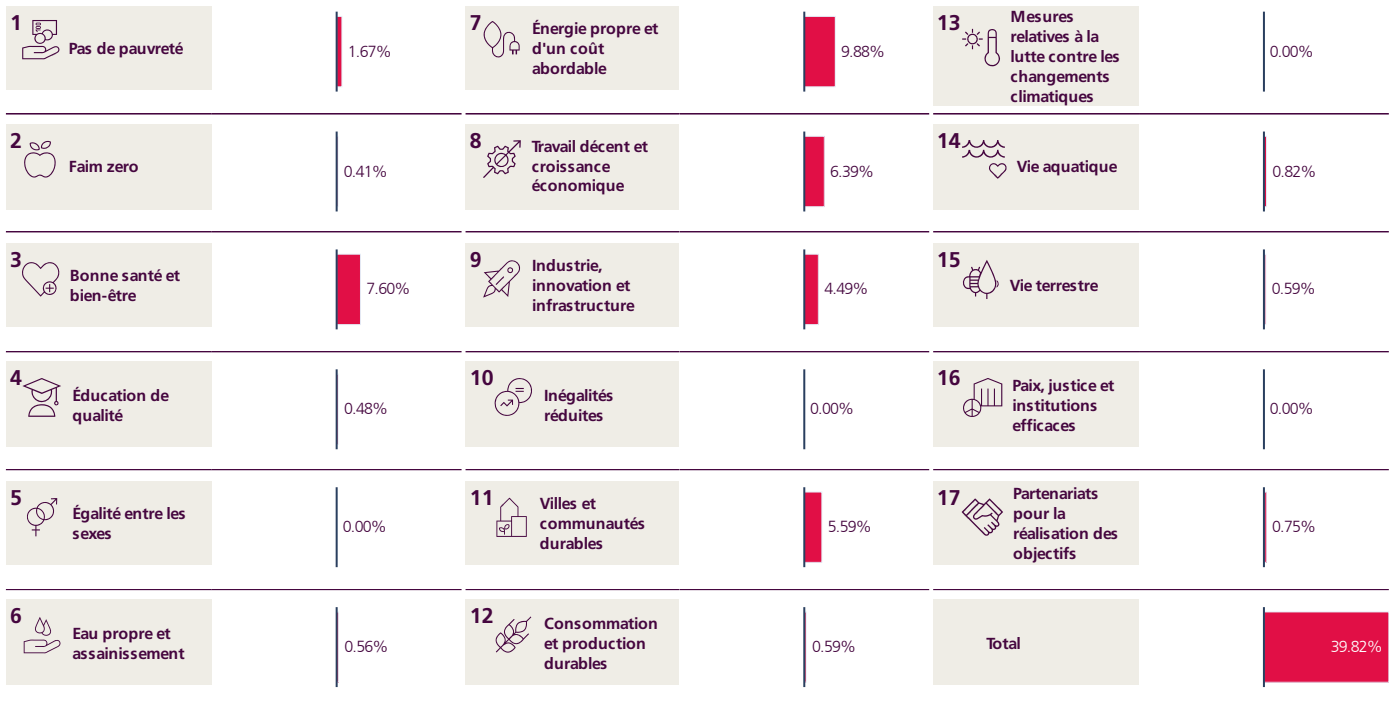 1
Pas de pauvreté
1.67%
2
Faim zero
0.41%
3
Bonne santé et
bien-être
7.60%
4
Éducation de
qualité
0.48%
5
Égalité entre les
sexes
0.00%
6
Eau propre et
assainissement
0.56%
7
Énergie propre et
d'un coût
abordable
9.88%
8
Travail décent et
croissance
économique
6.39%
9
Industrie,
innovation et
infrastructure
4.49%
10
Inégalités
réduites
0.00%
11
Villes et
communautés
durables
5.59%
12
Consommation
et production
durables
0.59%
13
Mesures
relatives à la
lutte contre les
changements
climatiques
0.00%
14
Vie aquatique
0.82%
15
Vie terrestre
0.59%
16
Paix, justice et
institutions
efficaces
0.00%
17
Partenariats
pour la
réalisation des
objectifs
0.75%
Total
39.82%